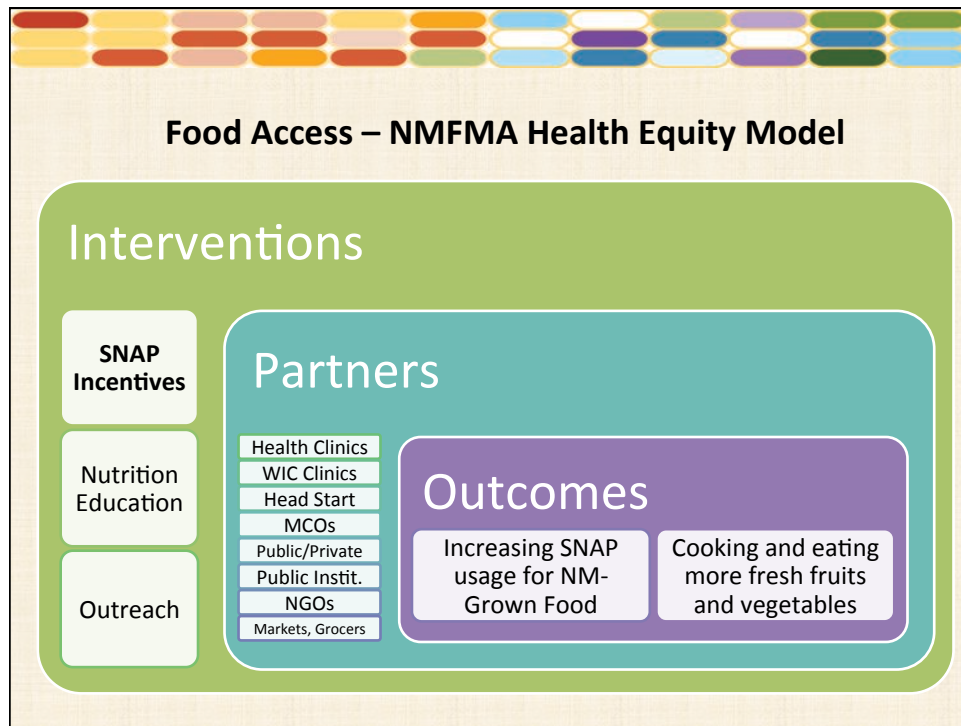 Food Access – NMFMA Health Equity Model
Interventions
SNAP
Incentives
Nutrition
Education
Outreach
Partners
Health Clinics
WIC Clinics
Head Start
MCOs
Public/Private
Public Instit.
NGOs
Markets, Grocers
Outcomes
Increasing SNAP
usage for NM-
Grown Food
Cooking and eating
more fresh fruits
and vegetables